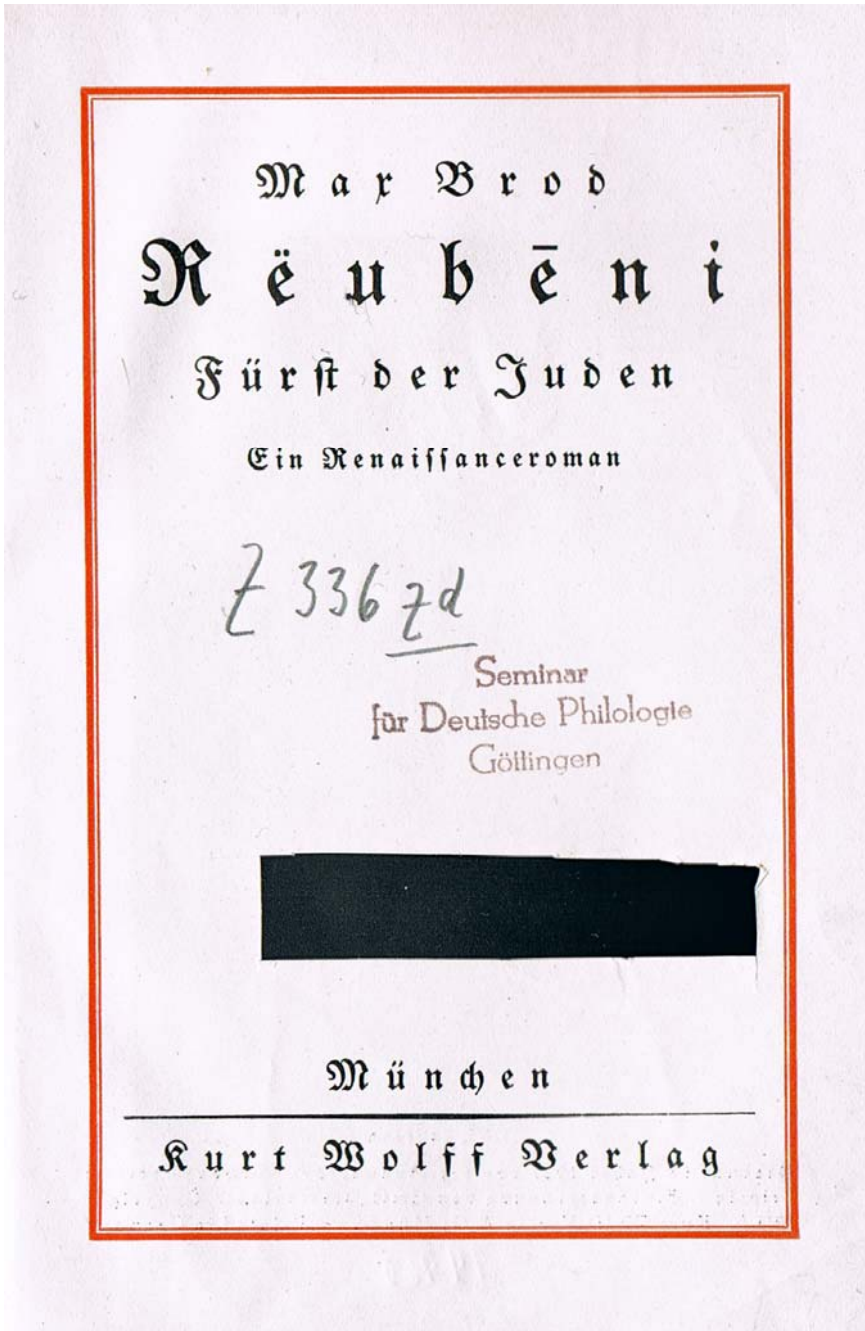 Max Brod
Rëubēni
Fürst der Juden
Ein Renaissanceroman
Z 336 zd
Seminar
für Deutsche Philologie
Göttingen
München
Kurt Wolff Verlag